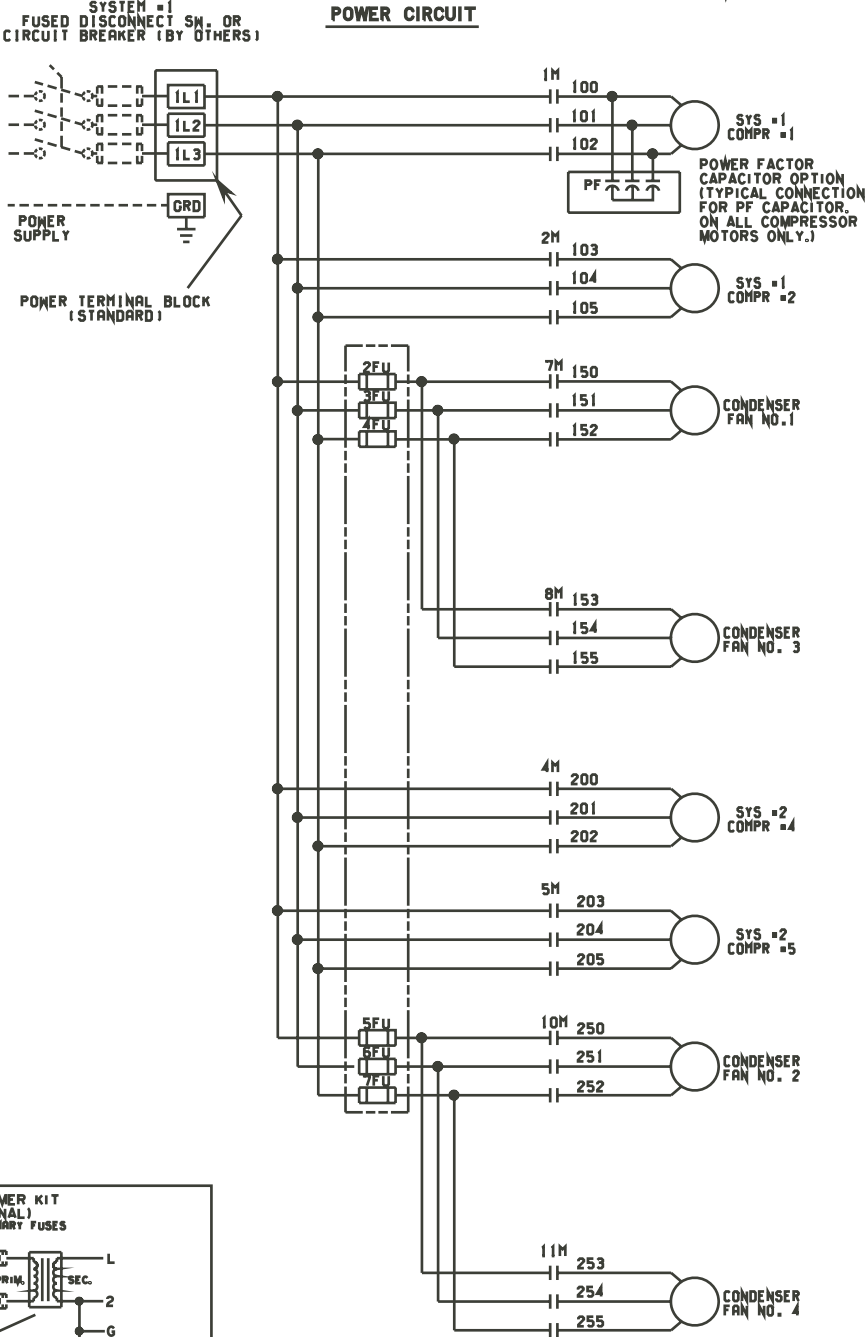 SYSTEM #1
FUSED DISCONNECT SW. OR
CIRCUIT BREAKER (BY OTHERS)
POWER CIRCUIT
1L1
1L2
1L3
GRD
POWER
SUPPLY
POWER TERMINAL BLOCK
(STANDARD)
1M
100
101
102
SYS #1
COMPR #1
PF
POWER FACTOR
CAPACITOR OPTION
(TYPICAL CONNECTION
FOR PF CAPACITOR.
ON ALL COMPRESSOR
MOTORS ONLY.)
2M
103
104
105
SYS #1
COMPR #2
2FU
3FU
4FU
7M
150
151
152
CONDENSER
FAN NO.1
8M
153
154
155
CONDENSER
FAN NO. 3
4M
200
201
202
SYS #2
COMPR #4
5M
203
204
205
SYS #2
COMPR #5
5FU
6FU
7FU
10M
250
251
252
CONDENSER
FAN NO. 2
11M
253
254
255
CONDENSER
FAN NO. 4
MER KIT
NAL)
ARY FUSES
PRIM.
SEC.
L
2
G